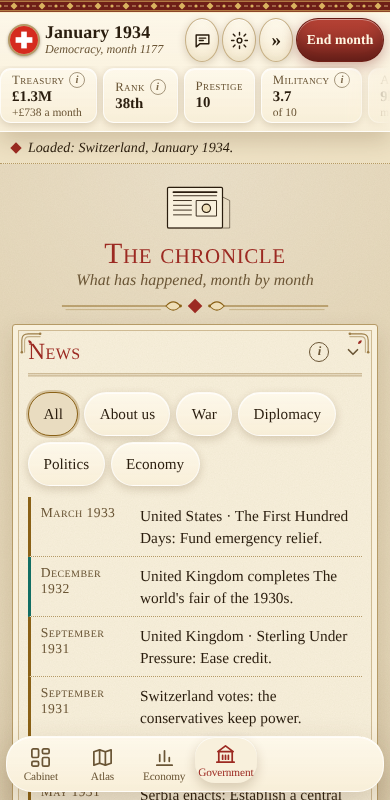 January 1934
Democracy, month 1177
»
End month
Treasury i
£1.3M
+£738 a month
Rank i
38th
Prestige
10
Militancy i
3.7
of 10
Loaded: Switzerland, January 1934.
The chronicle
What has happened, month by month
News i
All
About us
War
Diplomacy
Politics
Economy
March 1933
United States · The First Hundred
Days: Fund emergency relief.
December
1932
United Kingdom completes The
world's fair of the 1930s.
September
1931
United Kingdom · Sterling Under
Pressure: Ease credit.
September
1931
Switzerland votes: the
conservatives keep power.
May 1931
Serbia enacts: Establish a central
Cabinet
Atlas
Economy
Government